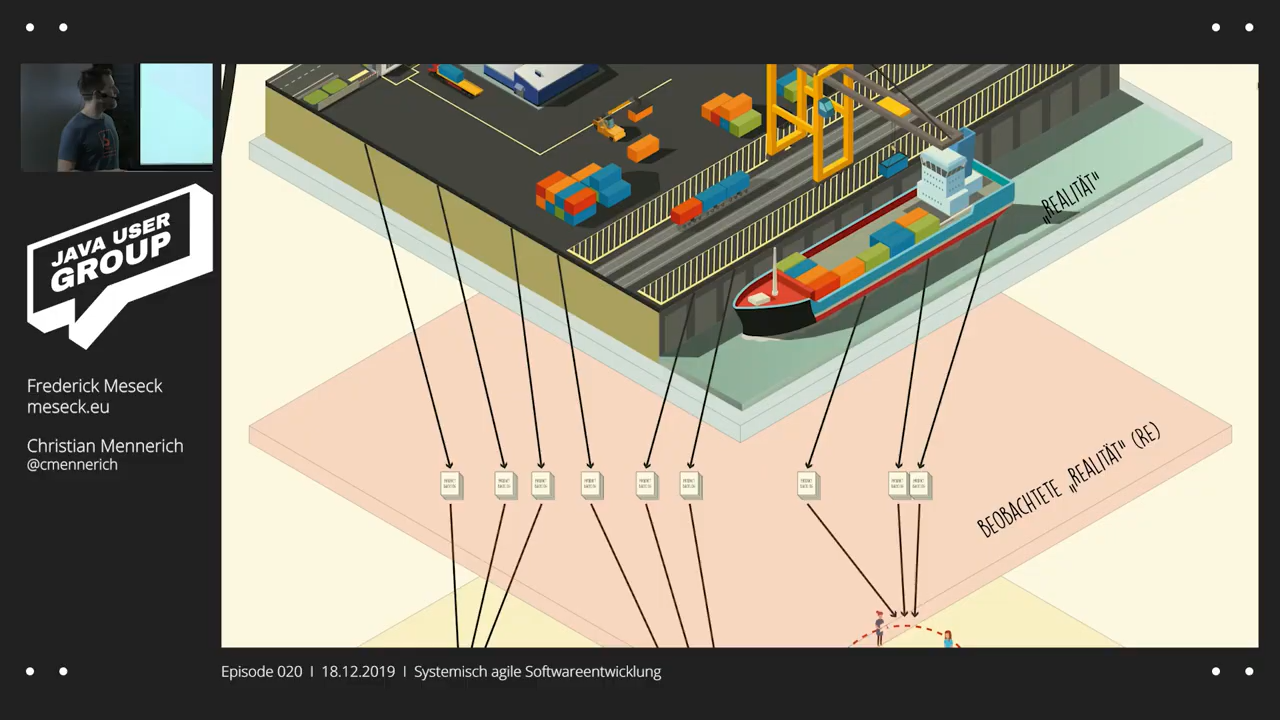 JAVA USER
GROUP
Frederick Meseck
meseck.eu
Christian Mennerich
@cmennerich
„REALITÄT“
BEOBACHTETE „REALITÄT“ (RE)
Episode 020 I 18.12.2019 I Systemisch agile Softwareentwicklung